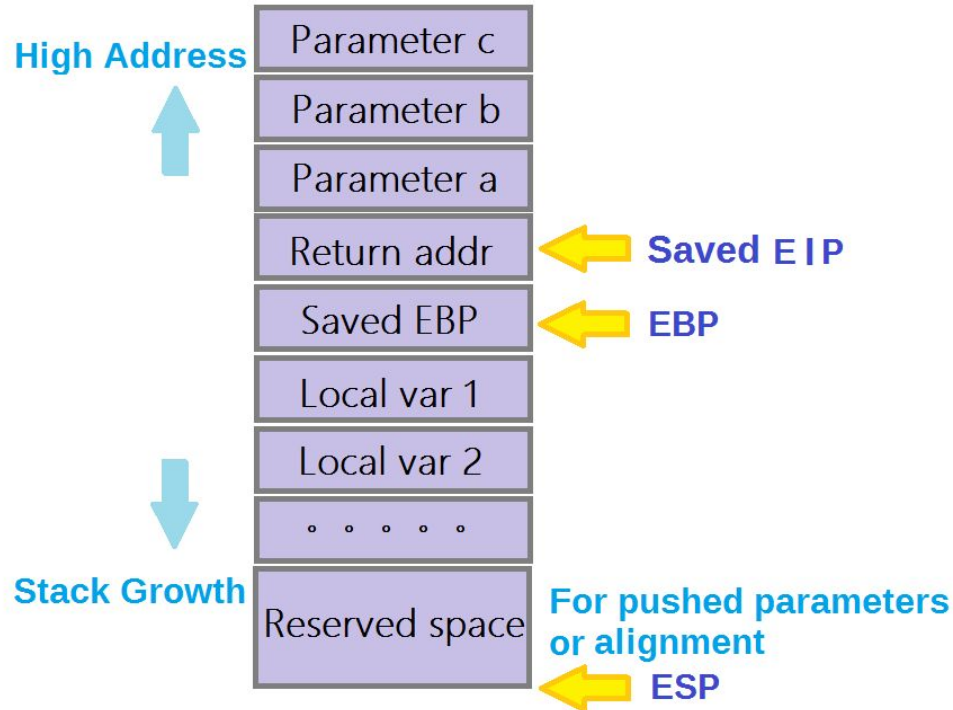 Parameter c
High Address
Parameter b
Parameter a
Return addr
Saved EIP
Saved EBP
EBP
Local var 1
Local var 2
。。。。。
Stack Growth
Reserved space
For pushed parameters
or alignment
ESP